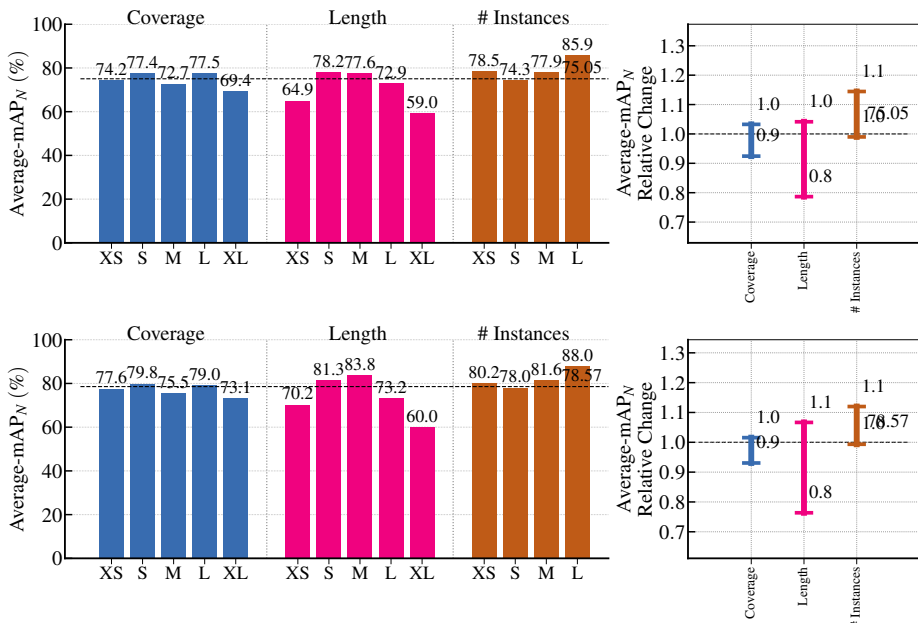 Coverage Length # Instances
Average-mAP_N (%)
100
80
60
40
20
0
74.2 77.4 72.7 77.5 69.4
64.9 78.2 77.6 72.9 59.0
78.5 74.3 77.9 85.9
75.05
XS S M L XL XS S M L XL XS S M L
Average-mAP_N
Relative Change
1.3
1.2
1.1
1.0
0.9
0.8
0.7
1.0 1.0 1.1
0.9 0.8 1.0
75.05
Coverage
Length
# Instances
Coverage Length # Instances
Average-mAP_N (%)
100
80
60
40
20
0
77.6 79.8 75.5 79.0 73.1
70.2 81.3 83.8 73.2 60.0
80.2 78.0 81.6 88.0
78.57
XS S M L XL XS S M L XL XS S M L
Average-mAP_N
Relative Change
1.3
1.2
1.1
1.0
0.9
0.8
0.7
1.0 1.1 1.1
0.9 0.8 1.0
78.57
Coverage
Length
# Instances